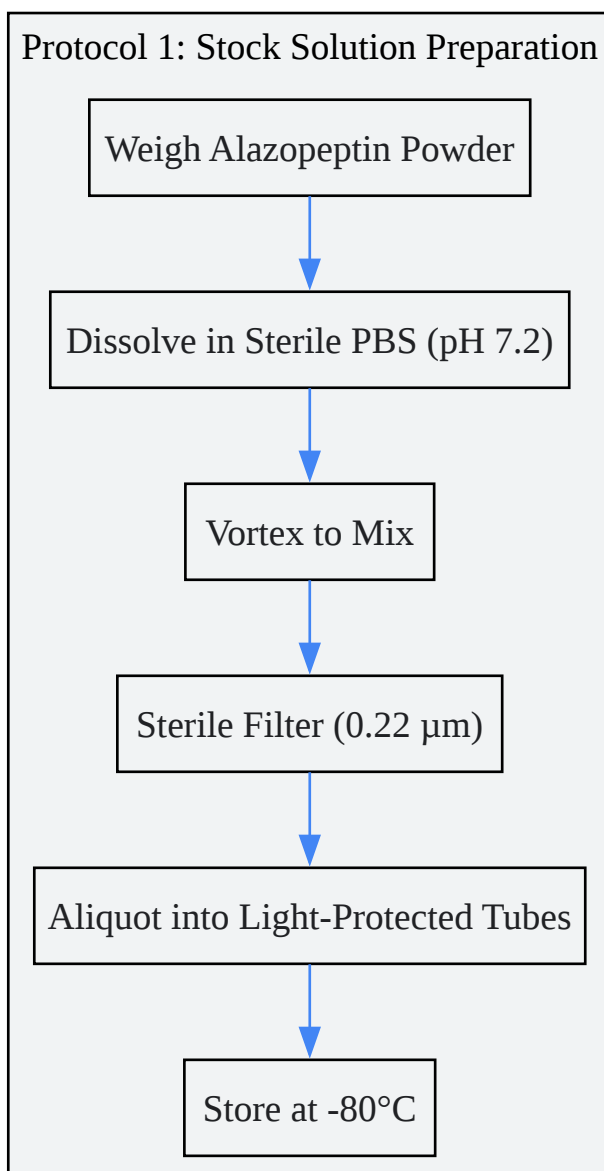 Protocol 1: Stock Solution Preparation
Weigh Alazopeptin Powder
Dissolve in Sterile PBS (pH 7.2)
Vortex to Mix
Sterile Filter (0.22 µm)
Aliquot into Light-Protected Tubes
Store at -80°C